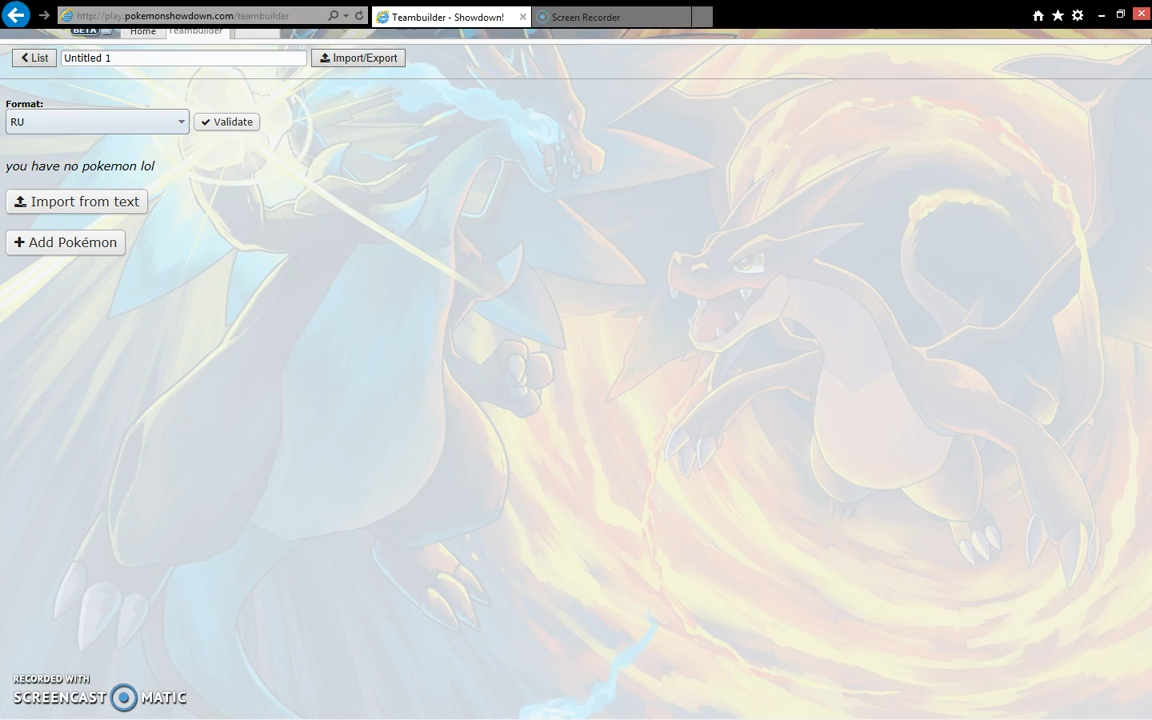 http://play.pokemonshowdown.com/teambuilder
Teambuilder - Showdown!
Screen Recorder
BETA
Home
Teambuilder
List
Untitled 1
Import/Export
Format:
RU
Validate
you have no pokemon lol
Import from text
Add Pokémon
RECORDED WITH
SCREENCAST MATIC